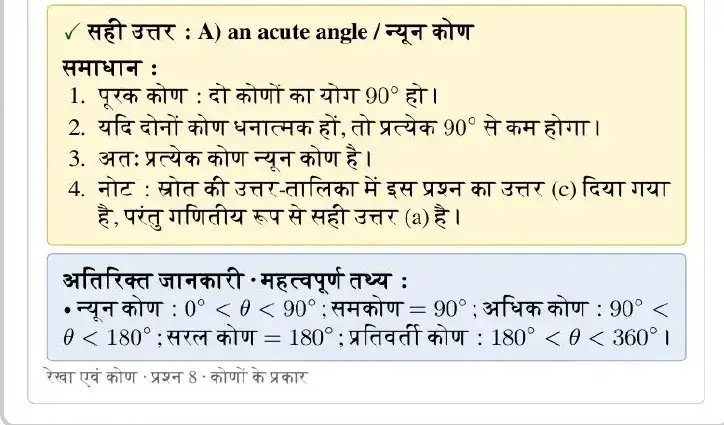 ✓ सही उत्तर : A) an acute angle / न्यून कोण
समाधान :
1. पूरक कोण : दो कोणों का योग 90° हो।
2. यदि दोनों कोण धनात्मक हों, तो प्रत्येक 90° से कम होगा।
3. अतः प्रत्येक कोण न्यून कोण है।
4. नोट : स्रोत की उत्तर-तालिका में इस प्रश्न का उत्तर (c) दिया गया
है, परंतु गणितीय रूप से सही उत्तर (a) है।
अतिरिक्त जानकारी · महत्वपूर्ण तथ्य :
• न्यून कोण : 0° < θ < 90° ; समकोण = 90° ; अधिक कोण : 90° <
θ < 180° ; सरल कोण = 180° ; प्रतिवर्ती कोण : 180° < θ < 360° ।
रेखा एवं कोण · प्रश्न 8 · कोणों के प्रकार